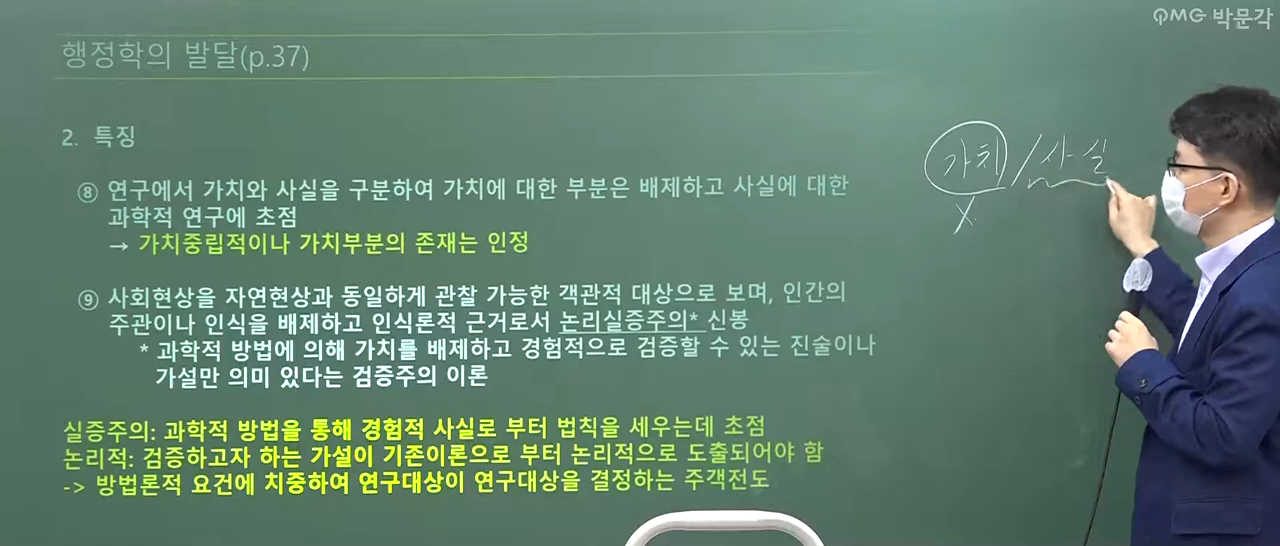 PMG 박문각
행정학의 발달(p.37)
가치/사실
X
2. 특징
⑧ 연구에서 가치와 사실을 구분하여 가치에 대한 부분은 배제하고 사실에 대한
과학적 연구에 초점
→ 가치중립적이나 가치부분의 존재는 인정
⑨ 사회현상을 자연현상과 동일하게 관찰 가능한 객관적 대상으로 보며, 인간의
주관이나 인식을 배제하고 인식론적 근거로서 논리실증주의* 신봉
* 과학적 방법에 의해 가치를 배제하고 경험적으로 검증할 수 있는 진술이나
가설만 의미 있다는 검증주의 이론
실증주의: 과학적 방법을 통해 경험적 사실로 부터 법칙을 세우는데 초점
논리적: 검증하고자 하는 가설이 기존이론으로 부터 논리적으로 도출되어야 함
-> 방법론적 요건에 치중하여 연구대상이 연구대상을 결정하는 주객전도